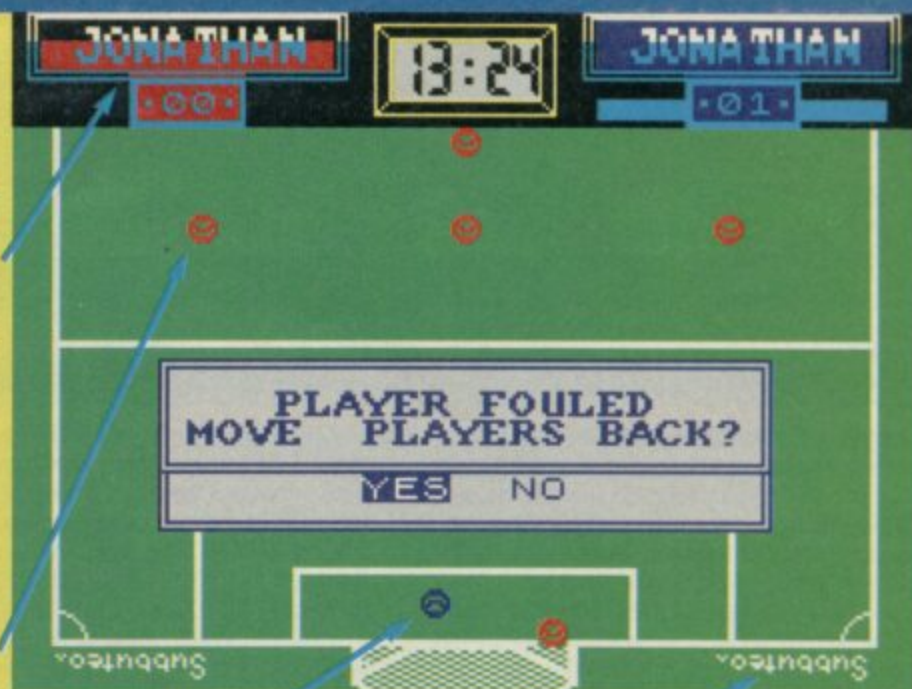 JONATHAN
13:24
JONATHAN
·00·
·01·
PLAYER FOULED
MOVE PLAYERS BACK?
YES NO
Subbuteo.
Subbuteo.